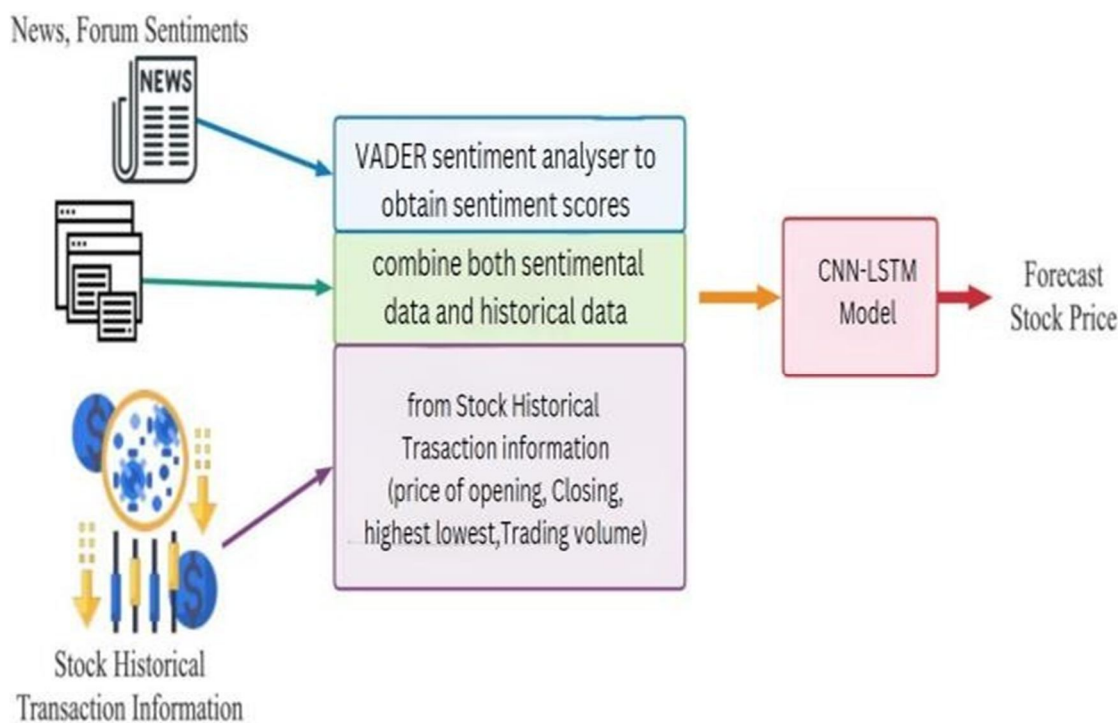 News, Forum Sentiments
NEWS
VADER sentiment analyser to
obtain sentiment scores
combine both sentimental
data and historical data
from Stock Historical
Trasaction information
(price of opening, Closing,
highest lowest,Trading volume)
CNN-LSTM
Model
Forecast
Stock Price
Stock Historical
Transaction Information